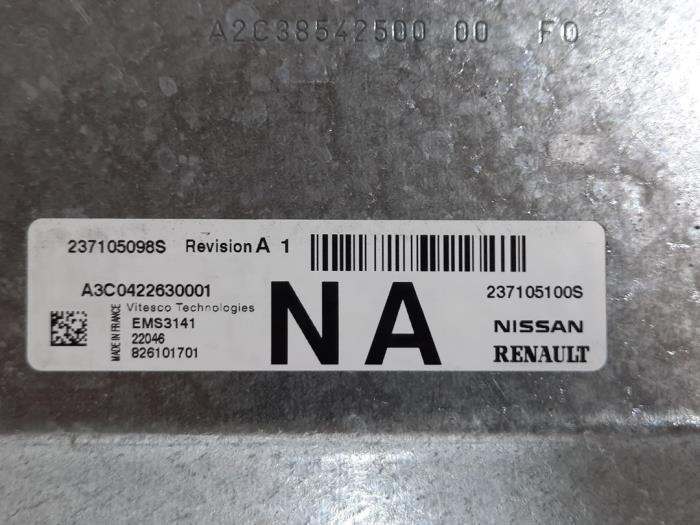 A2C38542500 00 F0
237105098S Revision A 1
A3C0422630001
237105100S
Vitesco Technologies
MADE IN FRANCE
EMS3141
22046
826101701
NA
NISSAN
RENAULT